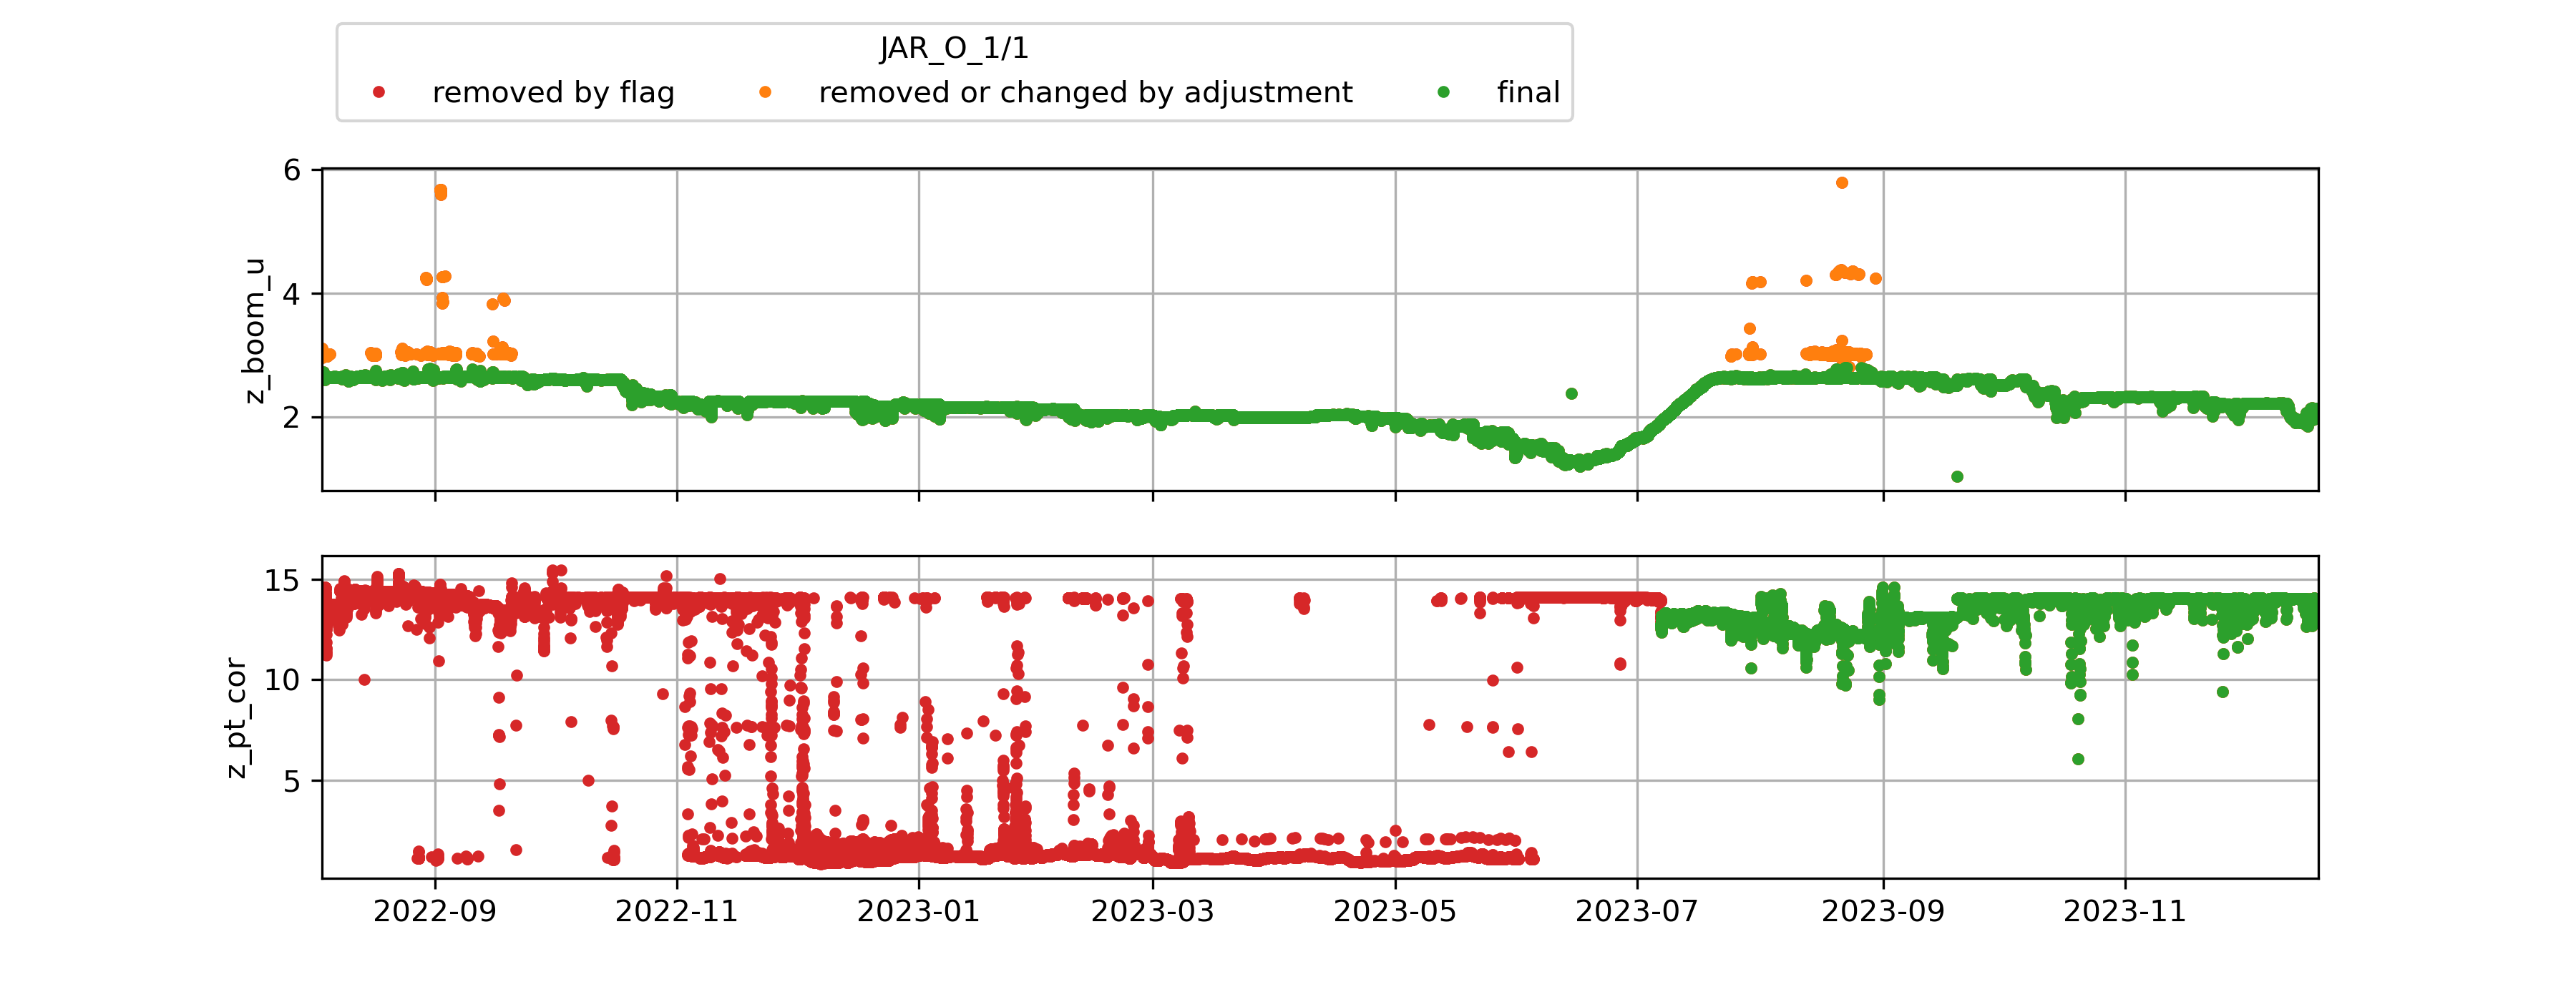 JAR_O_1/1
removed by flag removed or changed by adjustment final
6
4
2
z_boom_u
15
10
5
z_pt_cor
2022-09 2022-11 2023-01 2023-03 2023-05 2023-07 2023-09 2023-11